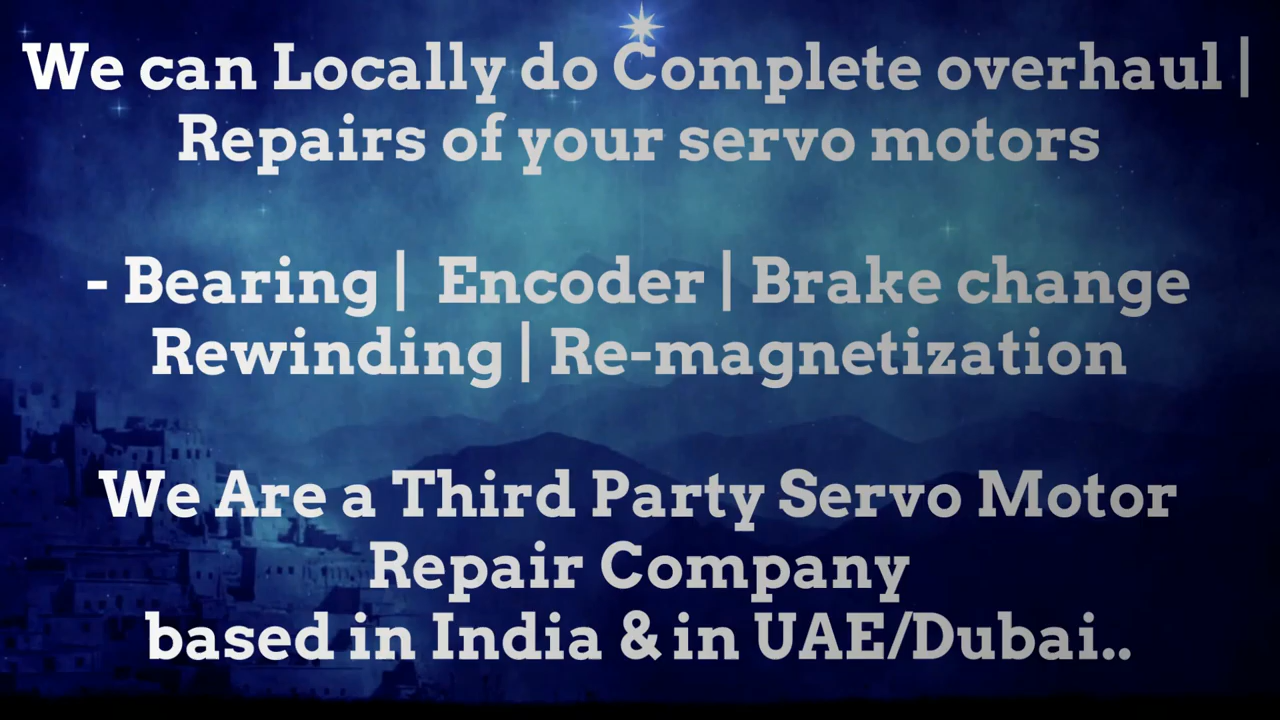 We can Locally do Complete overhaul |
Repairs of your servo motors
- Bearing | Encoder | Brake change
Rewinding | Re-magnetization
We Are a Third Party Servo Motor
Repair Company
based in India & in UAE/Dubai..